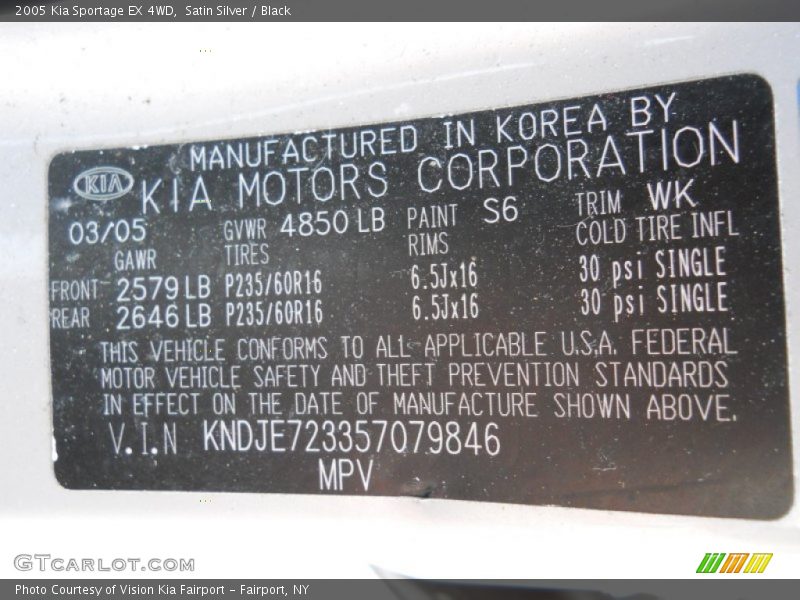 2005 Kia Sportage EX 4WD,  Satin Silver / Black
MANUFACTURED IN KOREA BY
KIA KIA MOTORS CORPORATION
03/05 GVWR 4850 LB PAINT S6 TRIM WK
GAWR TIRES RIMS COLD TIRE INFL
FRONT 2579 LB P235/60R16 6.5Jx16 30 psi SINGLE
REAR 2646 LB P235/60R16 6.5Jx16 30 psi SINGLE
THIS VEHICLE CONFORMS TO ALL APPLICABLE U.S.A. FEDERAL
MOTOR VEHICLE SAFETY AND THEFT PREVENTION STANDARDS
IN EFFECT ON THE DATE OF MANUFACTURE SHOWN ABOVE.
V.I.N KNDJE723357079846
MPV
GTCarLot.com
Photo Courtesy of Vision Kia Fairport - Fairport, NY